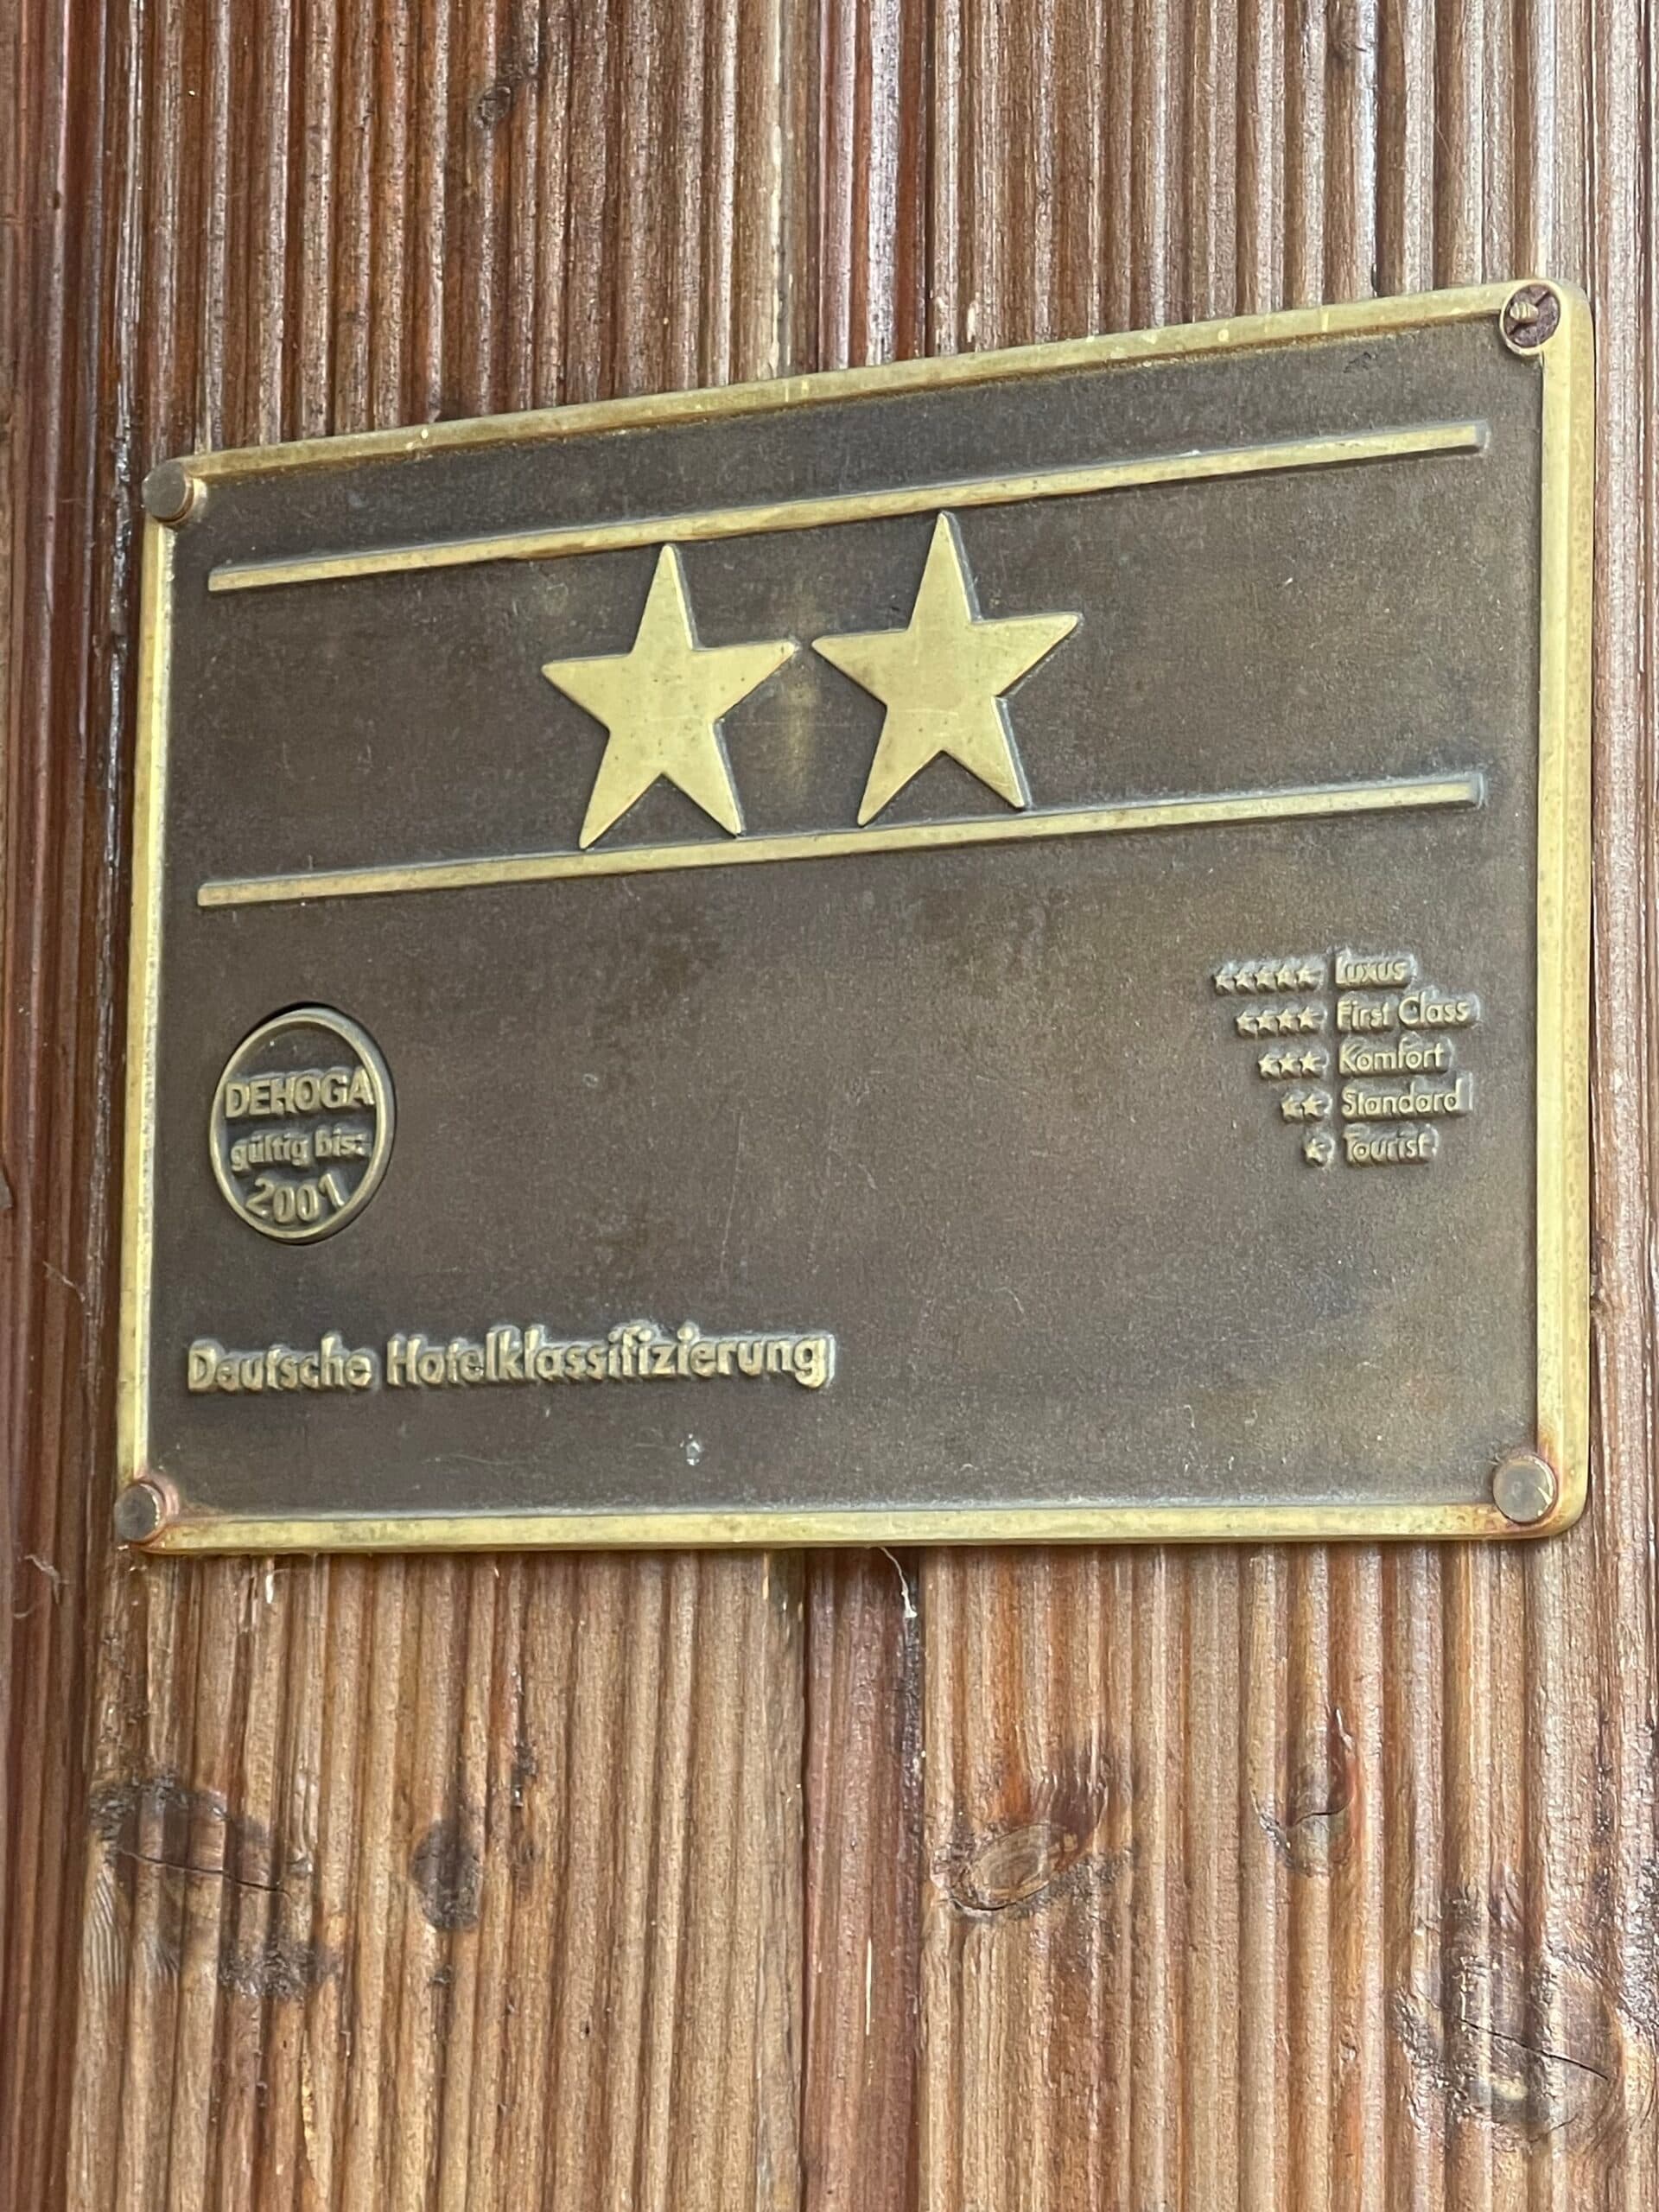 DEHOGA
gültig bis:
2001
★★★★★ Luxus
★★★★ First Class
★★★ Komfort
★★ Standard
★ Tourist
Deutsche Hotelklassifizierung